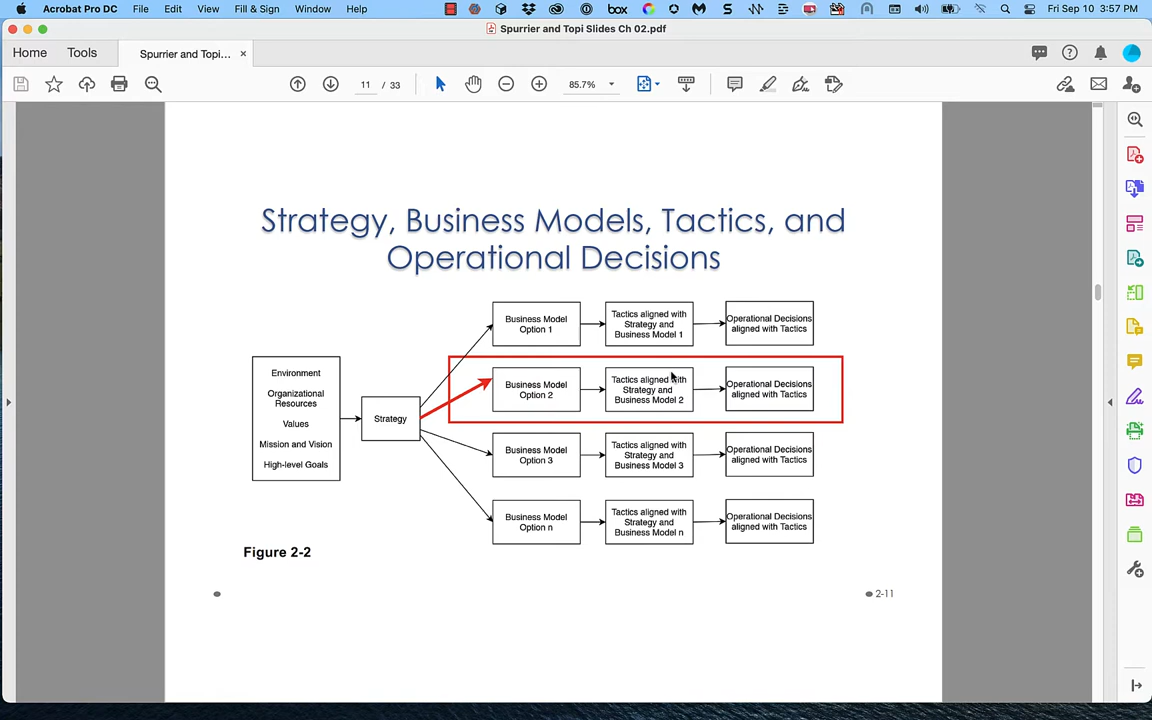 Acrobat Pro DC File Edit View Fill & Sign Window Help box Fri Sep 10 3:57 PM
Spurrier and Topi Slides Ch 02.pdf
Home Tools Spurrier and Topi... ×
11 / 33 85.7%
Strategy, Business Models, Tactics, and
Operational Decisions
Environment
Organizational
Resources
Values
Mission and Vision
High-level Goals
Strategy
Business Model
Option 1
Tactics aligned with
Strategy and
Business Model 1
Operational Decisions
aligned with Tactics
Business Model
Option 2
Tactics aligned with
Strategy and
Business Model 2
Operational Decisions
aligned with Tactics
Business Model
Option 3
Tactics aligned with
Strategy and
Business Model 3
Operational Decisions
aligned with Tactics
Business Model
Option n
Tactics aligned with
Strategy and
Business Model n
Operational Decisions
aligned with Tactics
Figure 2-2
2-11